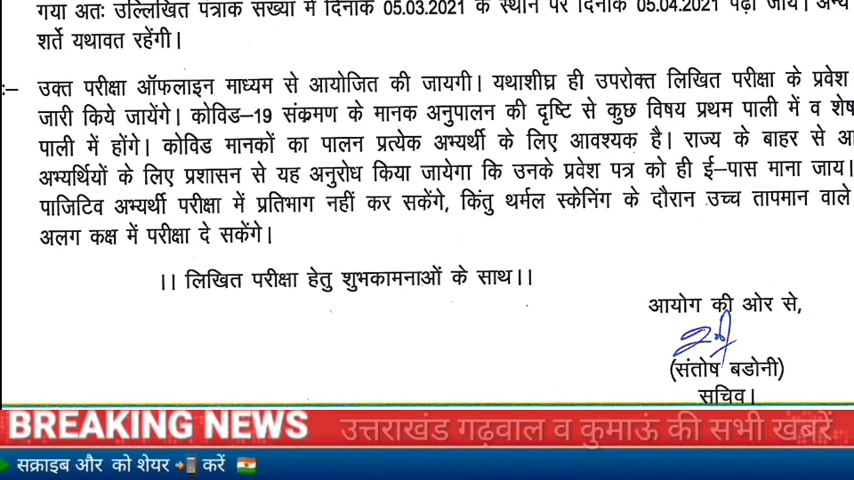 गया अतः उल्लिखित पत्रांक संख्या में दिनांक 05.03.2021 के स्थान पर दिनांक 05.04.2021 पढ़ा जाय। अन्य
शर्ते यथावत रहेंगी।
:– उक्त परीक्षा ऑफलाइन माध्यम से आयोजित की जायगी। यथाशीघ्र ही उपरोक्त लिखित परीक्षा के प्रवेश
जारी किये जायेंगे। कोविड–19 संक्रमण के मानक अनुपालन की दृष्टि से कुछ विषय प्रथम पाली में व शेष
पाली में होंगे। कोविड मानकों का पालन प्रत्येक अभ्यर्थी के लिए आवश्यक है। राज्य के बाहर से आ
अभ्यर्थियों के लिए प्रशासन से यह अनुरोध किया जायेगा कि उनके प्रवेश पत्र को ही ई–पास माना जाय।
पाजिटिव अभ्यर्थी परीक्षा में प्रतिभाग नहीं कर सकेंगे, किंतु थर्मल स्केनिंग के दौरान उच्च तापमान वाले
अलग कक्ष में परीक्षा दे सकेंगे।
।। लिखित परीक्षा हेतु शुभकामनाओं के साथ।।
आयोग की ओर से,
(संतोष बडोनी)
सचिव।
BREAKING NEWS उत्तराखंड गढ़वाल व कुमाऊं की सभी खबरें
सक्राइब और को शेयर 📲 करें 🇮🇳